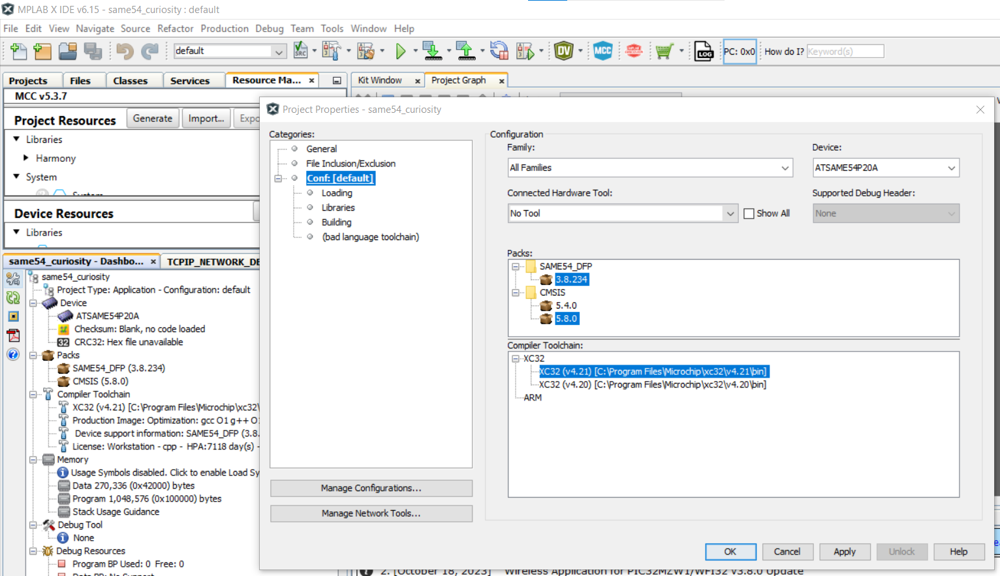 MPLAB X IDE v6.15 - same54_curiosity : default
File Edit View Navigate Source Refactor Production Debug Team Tools Window Help
default SRC DV MCC LOG PC: 0x0 How do I? Keyword(s)
Projects Files Classes Services Resource Ma... × Kit Window × Project Graph ×
MCC v5.3.7
Project Resources Generate Import... Expo
Libraries
Harmony
System
System
Device Resources
Libraries
same54_curiosity - Dashbo... × TCPIP_NETWORK_DE
same54_curiosity
Project Type: Application - Configuration: default
Device
ATSAME54P20A
Checksum: Blank, no code loaded
32 CRC32: Hex file unavailable
Packs
SAME54_DFP (3.8.234)
CMSIS (5.8.0)
Compiler Toolchain
XC32 (v4.21) [C:\Program Files\Microchip\xc32\
Production Image: Optimization: gcc O1 g++ O
Device support information: SAME54_DFP (3.8.
License: Workstation - cpp - HPA:7118 day(s) -
Memory
Usage Symbols disabled. Click to enable Load Sy
Data 270,336 (0x42000) bytes
Program 1,048,576 (0x100000) bytes
Stack Usage Guidance
Debug Tool
None
Debug Resources
Program BP Used: 0 Free: 0
Data BP: No Support
Project Properties - same54_curiosity
Categories:
General
File Inclusion/Exclusion
Conf: [default]
Loading
Libraries
Building
(bad language toolchain)
Manage Configurations...
Manage Network Tools...
Configuration
Family: Device:
All Families ATSAME54P20A
Connected Hardware Tool: Supported Debug Header:
No Tool Show All None
Packs:
SAME54_DFP
3.8.234
CMSIS
5.4.0
5.8.0
Compiler Toolchain:
XC32
XC32 (v4.21) [C:\Program Files\Microchip\xc32\v4.21\bin]
XC32 (v4.20) [C:\Program Files\Microchip\xc32\v4.20\bin]
ARM
OK Cancel Apply Unlock Help
2. [October 18, 2023] Wireless Application for PIC32MZW1/WFI32 v3.8.0 Update